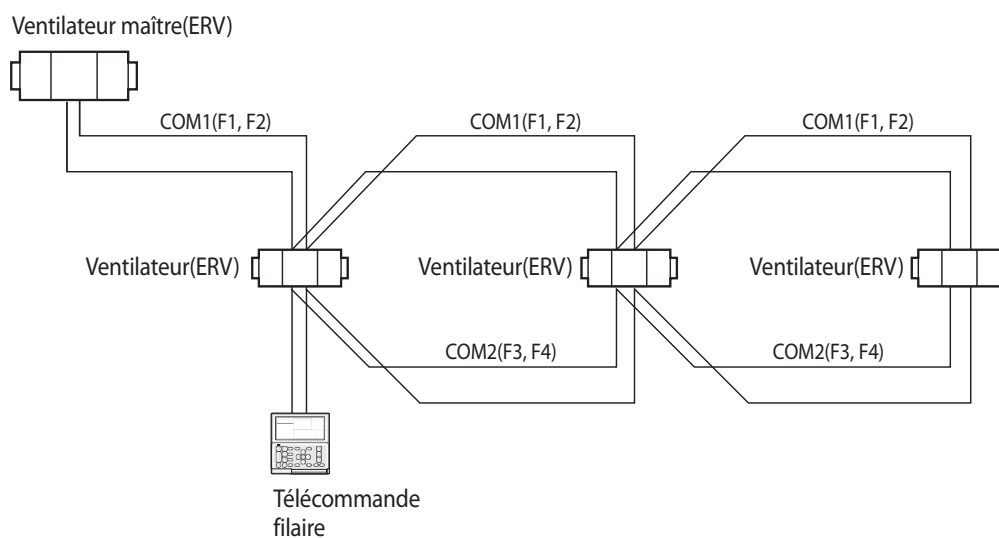 Ventilateur maître(ERV)
COM1(F1, F2)
COM1(F1, F2)
COM1(F1, F2)
Ventilateur(ERV)
Ventilateur(ERV)
Ventilateur(ERV)
COM2(F3, F4)
COM2(F3, F4)
Télécommande
filaire